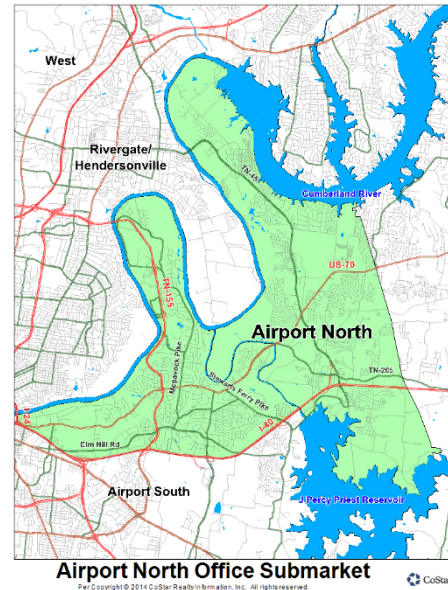 West
Rivergate/
Hendersonville
TN-45
Cumberland River
US-70
TN-155
Mcgavock Pike
Airport North
Stewarts Ferry Pike
TN-265
I-24
I-40
Elm Hill Rd
Airport South
J Percy Priest Reservoir
Airport North Office Submarket
Per Copyright © 2014 CoStar Realty Information, Inc. All rights reserved.
CoStar